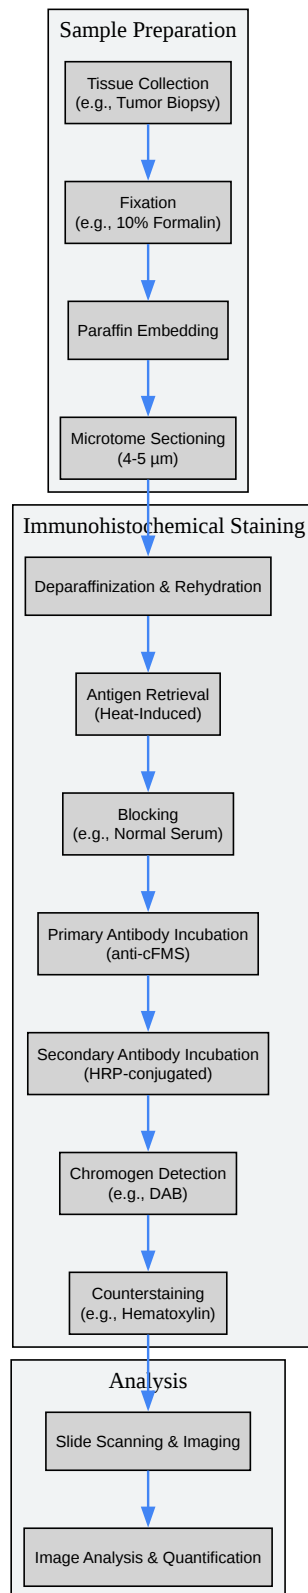 Sample Preparation
Tissue Collection
(e.g., Tumor Biopsy)
Fixation
(e.g., 10% Formalin)
Paraffin Embedding
Microtome Sectioning
(4-5 µm)
Immunohistochemical Staining
Deparaffinization & Rehydration
Antigen Retrieval
(Heat-Induced)
Blocking
(e.g., Normal Serum)
Primary Antibody Incubation
(anti-cFMS)
Secondary Antibody Incubation
(HRP-conjugated)
Chromogen Detection
(e.g., DAB)
Counterstaining
(e.g., Hematoxylin)
Analysis
Slide Scanning & Imaging
Image Analysis & Quantification